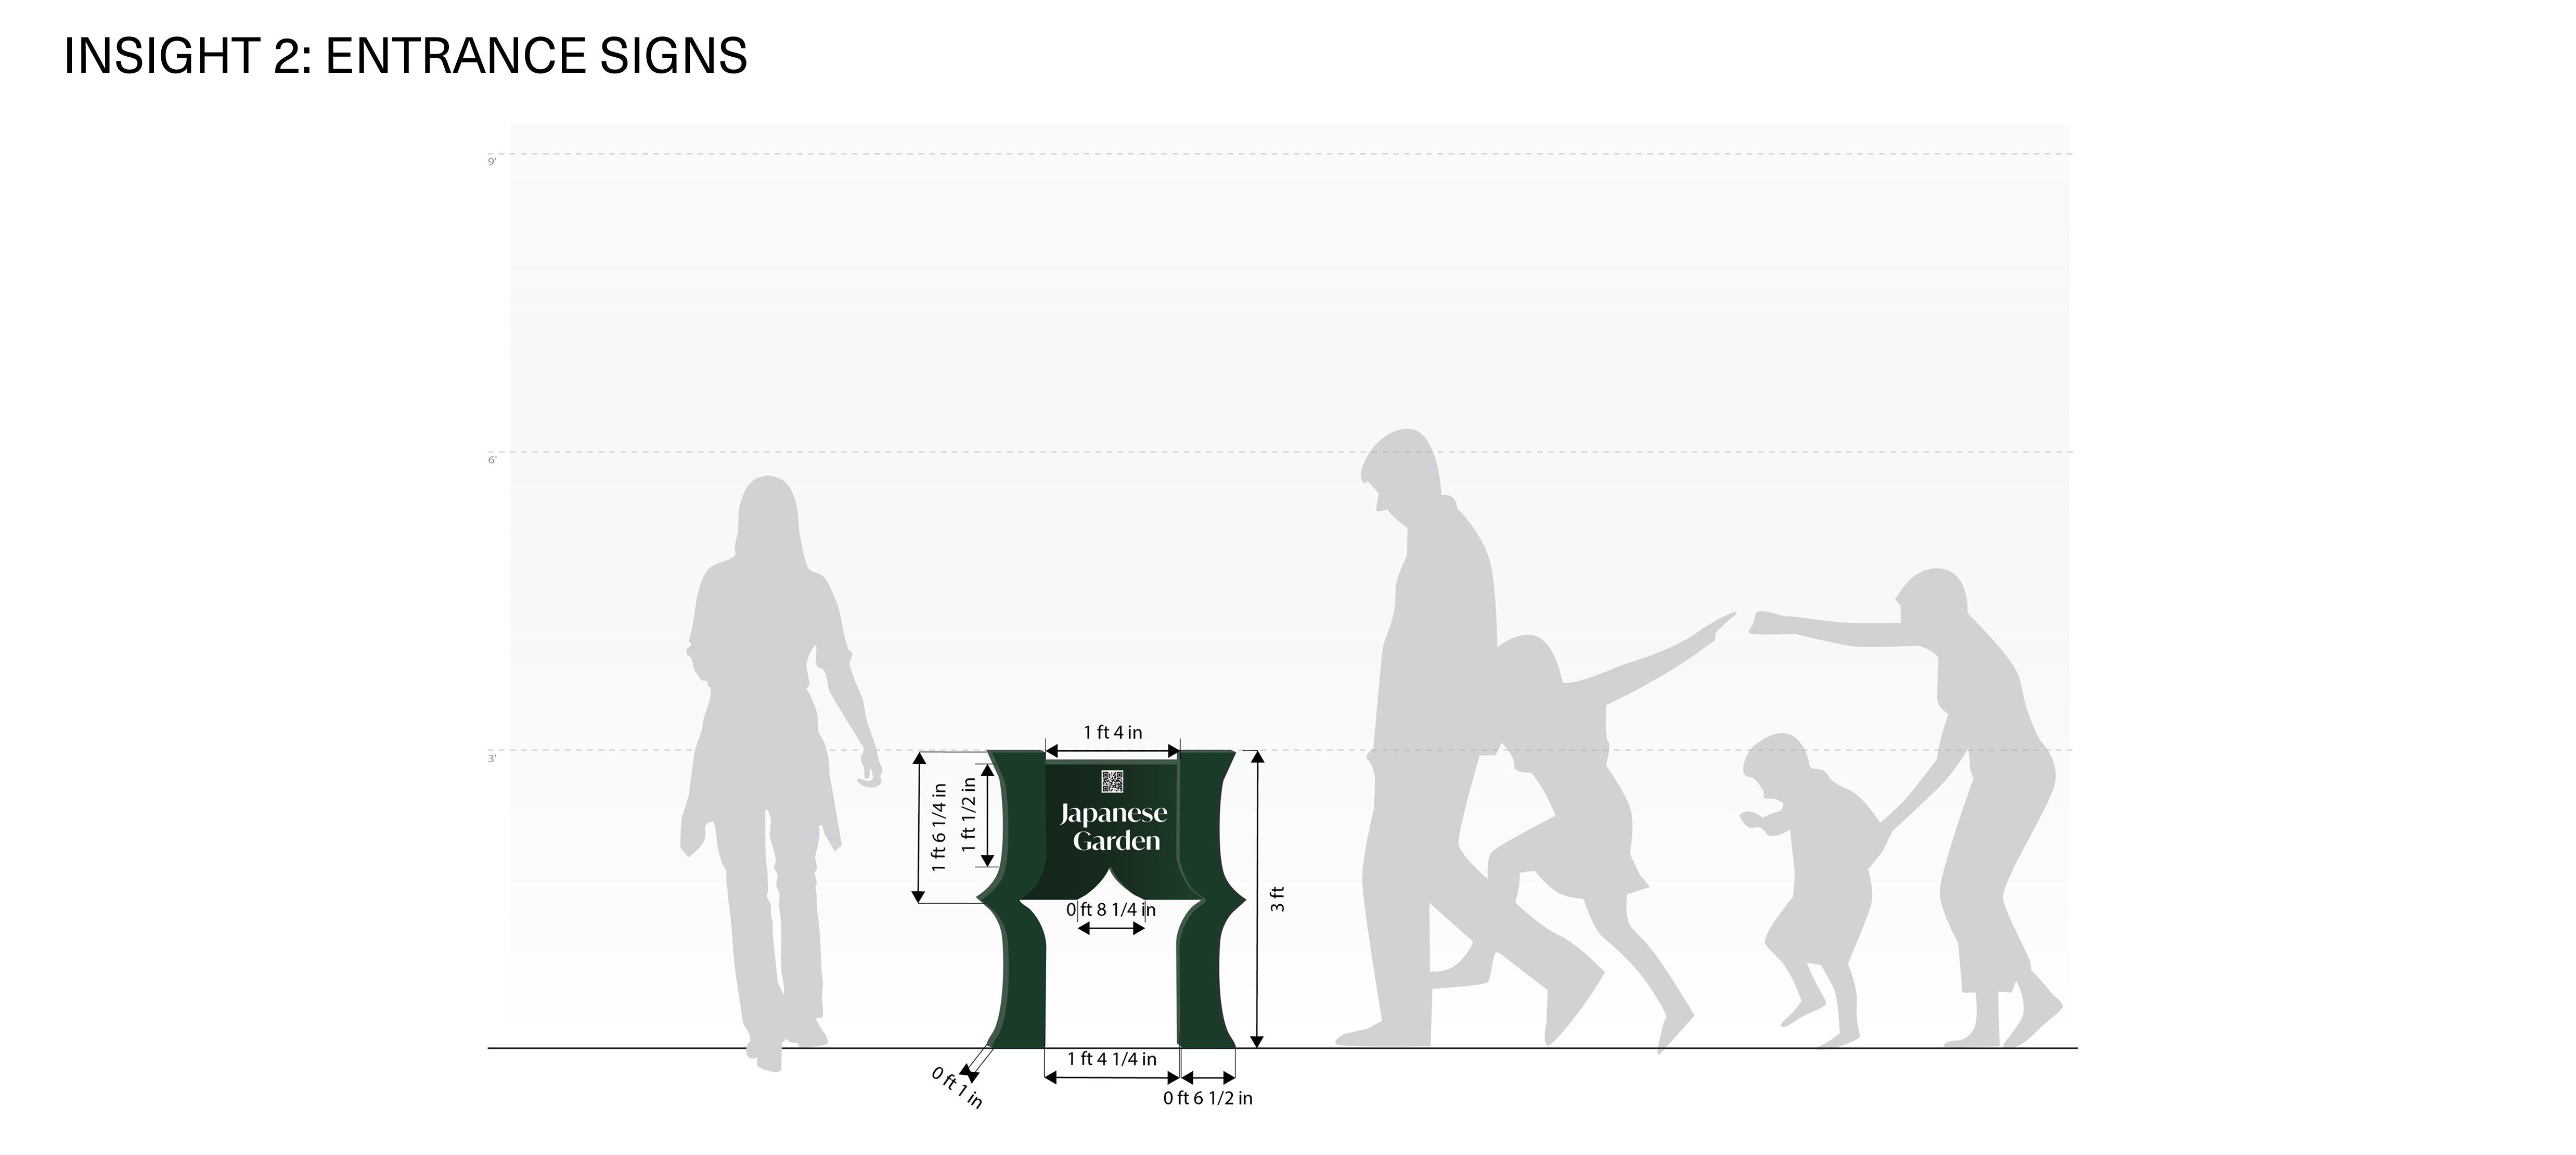 INSIGHT 2: ENTRANCE SIGNS
9'
6'
3'
1 ft 4 in
1 ft 6 1/4 in
1 ft 1/2 in
Japanese
Garden
0 ft 8 1/4 in
3 ft
1 ft 4 1/4 in
0 ft 1 in
0 ft 6 1/2 in